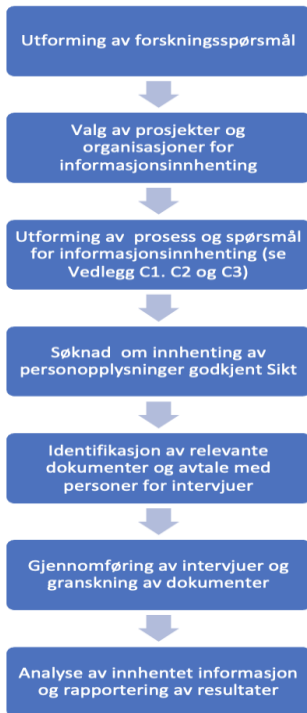 Utforming av forskningsspørsmål
Valg av prosjekter og
organisasjoner for
informasjonsinnhenting
Utforming av  prosess og spørsmål
for informasjonsinnhenting (se
Vedlegg C1. C2 og C3)
Søknad  om innhenting av
personopplysninger godkjent Sikt
Identifikasjon av relevante
dokumenter og avtale med
personer for intervjuer
Gjennomføring av intervjuer og
granskning av dokumenter
Analyse av innhentet informasjon
og rapportering av resultater